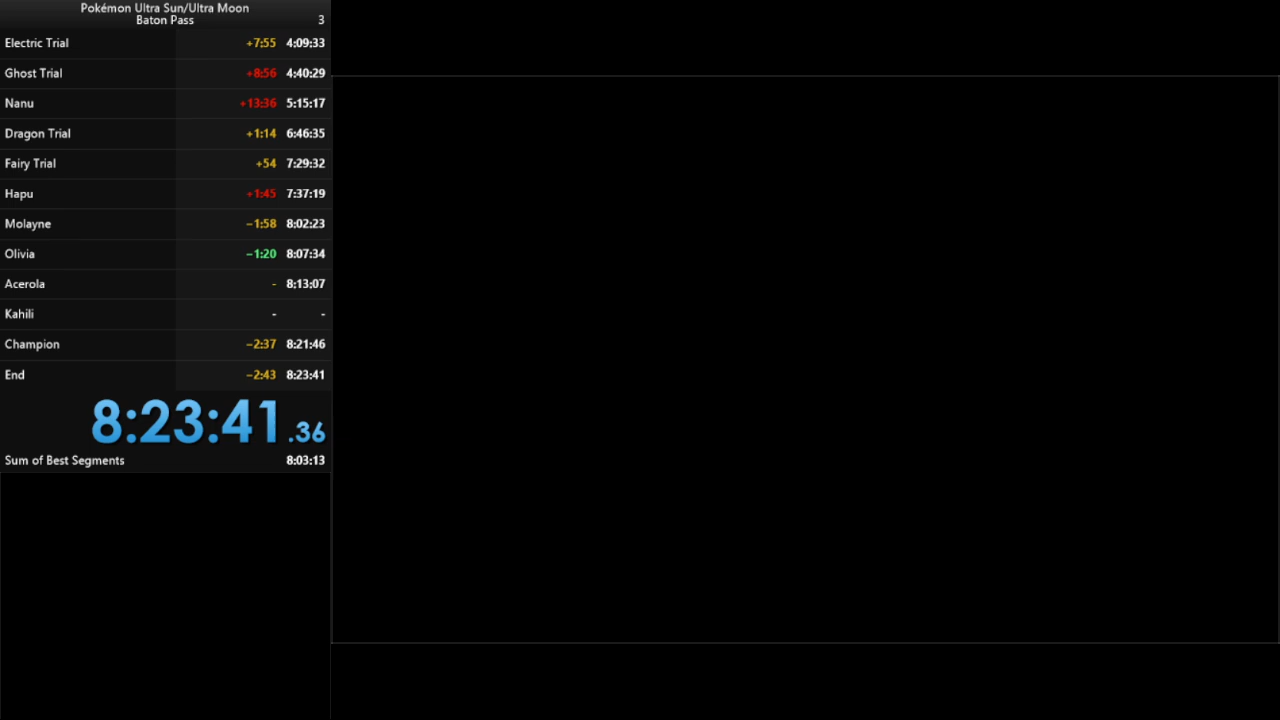 Pokémon Ultra Sun/Ultra Moon
Baton Pass 3
Electric Trial +7:55 4:09:33
Ghost Trial +8:56 4:40:29
Nanu +13:36 5:15:17
Dragon Trial +1:14 6:46:35
Fairy Trial +54 7:29:32
Hapu +1:45 7:37:19
Molayne −1:58 8:02:23
Olivia −1:20 8:07:34
Acerola - 8:13:07
Kahili - -
Champion −2:37 8:21:46
End −2:43 8:23:41
8:23:41.36
Sum of Best Segments 8:03:13